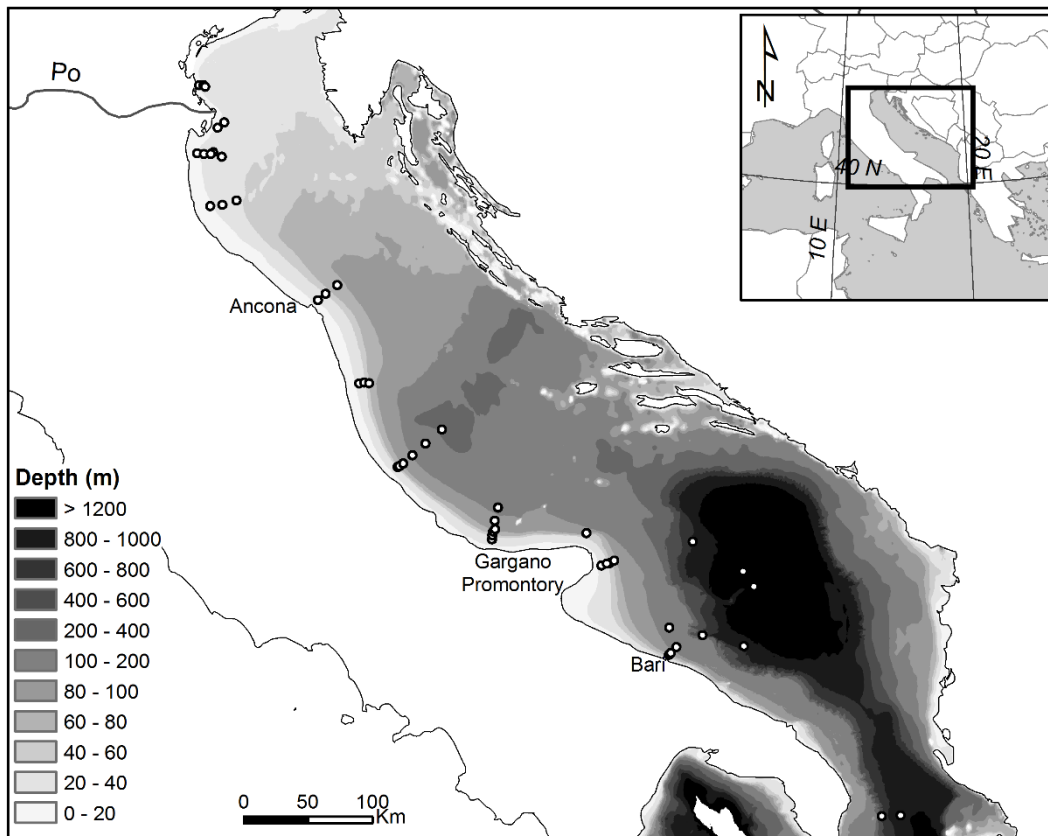 Po
N
40 N
20 E
10 E
Ancona
Gargano
Promontory
Bari
Depth (m)
> 1200
800 - 1000
600 - 800
400 - 600
200 - 400
100 - 200
80 - 100
60 - 80
40 - 60
20 - 40
0 - 20
0 50 100
Km